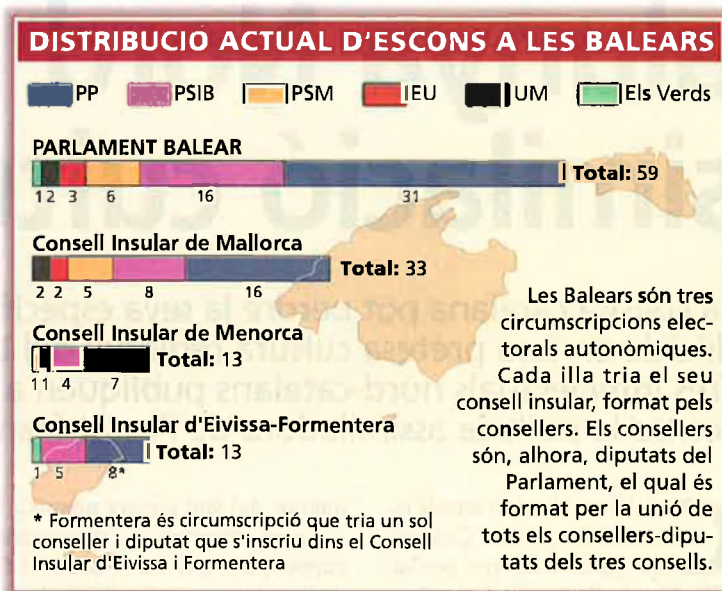 DISTRIBUCIO ACTUAL D'ESCONS A LES BALEARS
PP PSIB PSM EU UM Els Verds
PARLAMENT BALEAR
Total: 59
1 2 3 6 16 31
Consell Insular de Mallorca
Total: 33
2 2 5 8 16
Consell Insular de Menorca
Total: 13
1 1 4 7
Consell Insular d'Eivissa-Formentera
Total: 13
1 5 8*
* Formentera és circumscripció que tria un sol
conseller i diputat que s'inscriu dins el Consell
Insular d'Eivissa i Formentera
Les Balears són tres
circumscripcions elec-
torals autonòmiques.
Cada illa tria el seu
consell insular, format pels
consellers. Els consellers
són, alhora, diputats del
Parlament, el qual és
format per la unió de
tots els consellers-dipu-
tats dels tres consells.